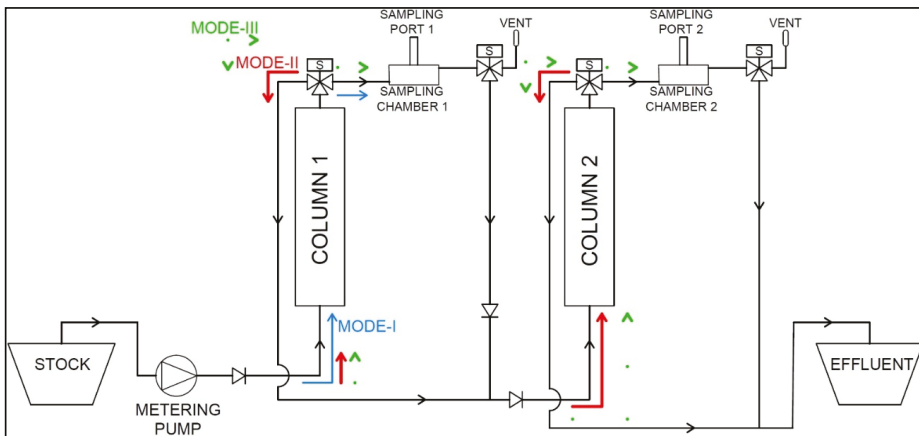 MODE-III
MODE-II
S
SAMPLING
PORT 1
S
VENT
SAMPLING
CHAMBER 1
COLUMN 1
MODE-I
STOCK
METERING
PUMP
S
SAMPLING
PORT 2
S
VENT
SAMPLING
CHAMBER 2
COLUMN 2
EFFLUENT